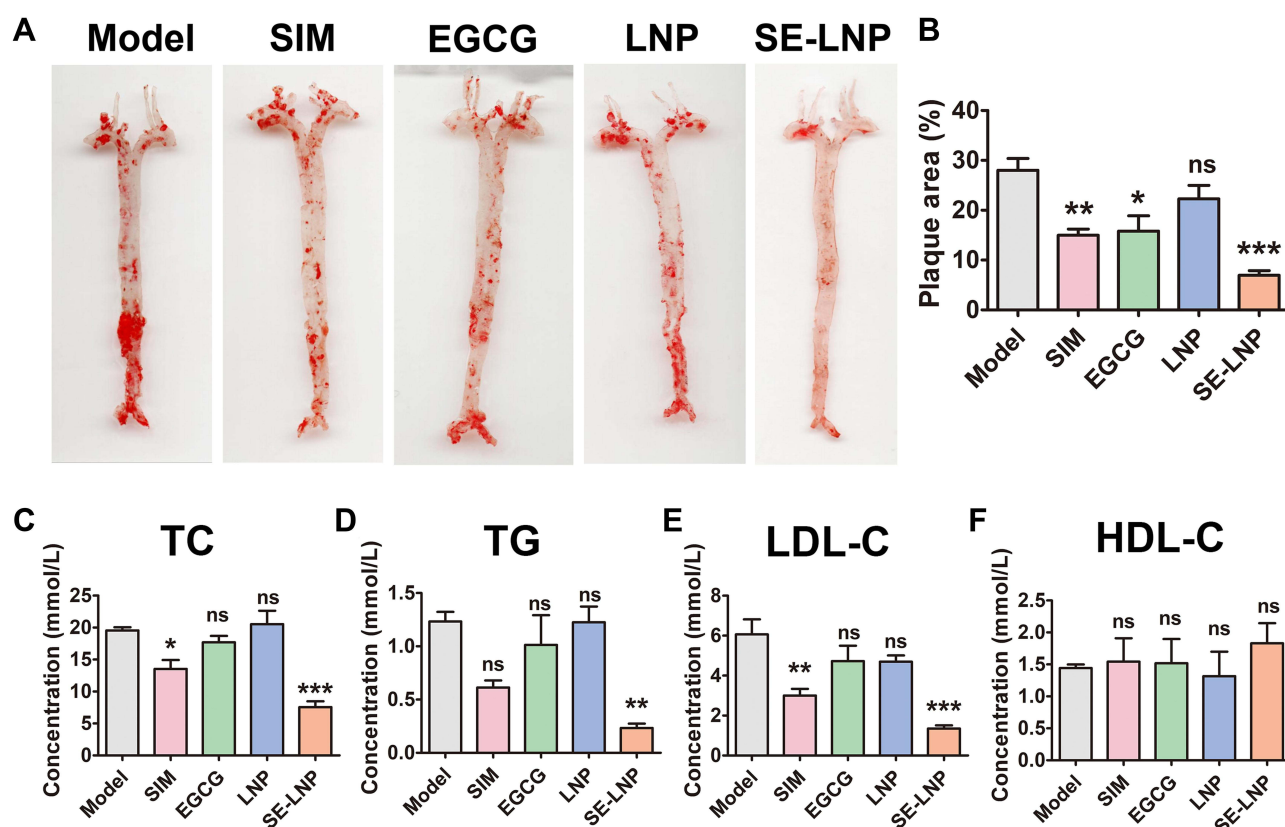 A
Model
SIM
EGCG
LNP
SE-LNP
B
Plaque area (%)
40
30
20
10
0
**
*
ns
***
Model
SIM
EGCG
LNP
SE-LNP
C
TC
Concentration (mmol/L)
25
20
15
10
5
0
*
ns
ns
***
Model
SIM
EGCG
LNP
SE-LNP
D
TG
Concentration (mmol/L)
1.5
1.0
0.5
0.0
ns
ns
ns
**
Model
SIM
EGCG
LNP
SE-LNP
E
LDL-C
Concentration (mmol/L)
8
6
4
2
0
**
ns
ns
***
Model
SIM
EGCG
LNP
SE-LNP
F
HDL-C
Concentration (mmol/L)
2.5
2.0
1.5
1.0
0.5
0.0
ns
ns
ns
ns
Model
SIM
EGCG
LNP
SE-LNP